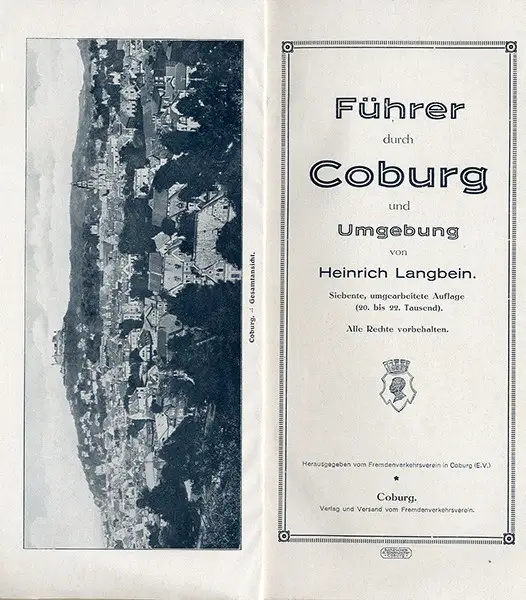 Coburg. — Gesamtansicht.
Führer
durch
Coburg
und
Umgebung
von
Heinrich Langbein.
Siebente, umgearbeitete Auflage
(20. bis 22. Tausend).
Alle Rechte vorbehalten.
Herausgegeben vom Fremdenverkehrsverein in Coburg (E.V.)
Coburg.
Verlag und Versand vom Fremdenverkehrsverein.